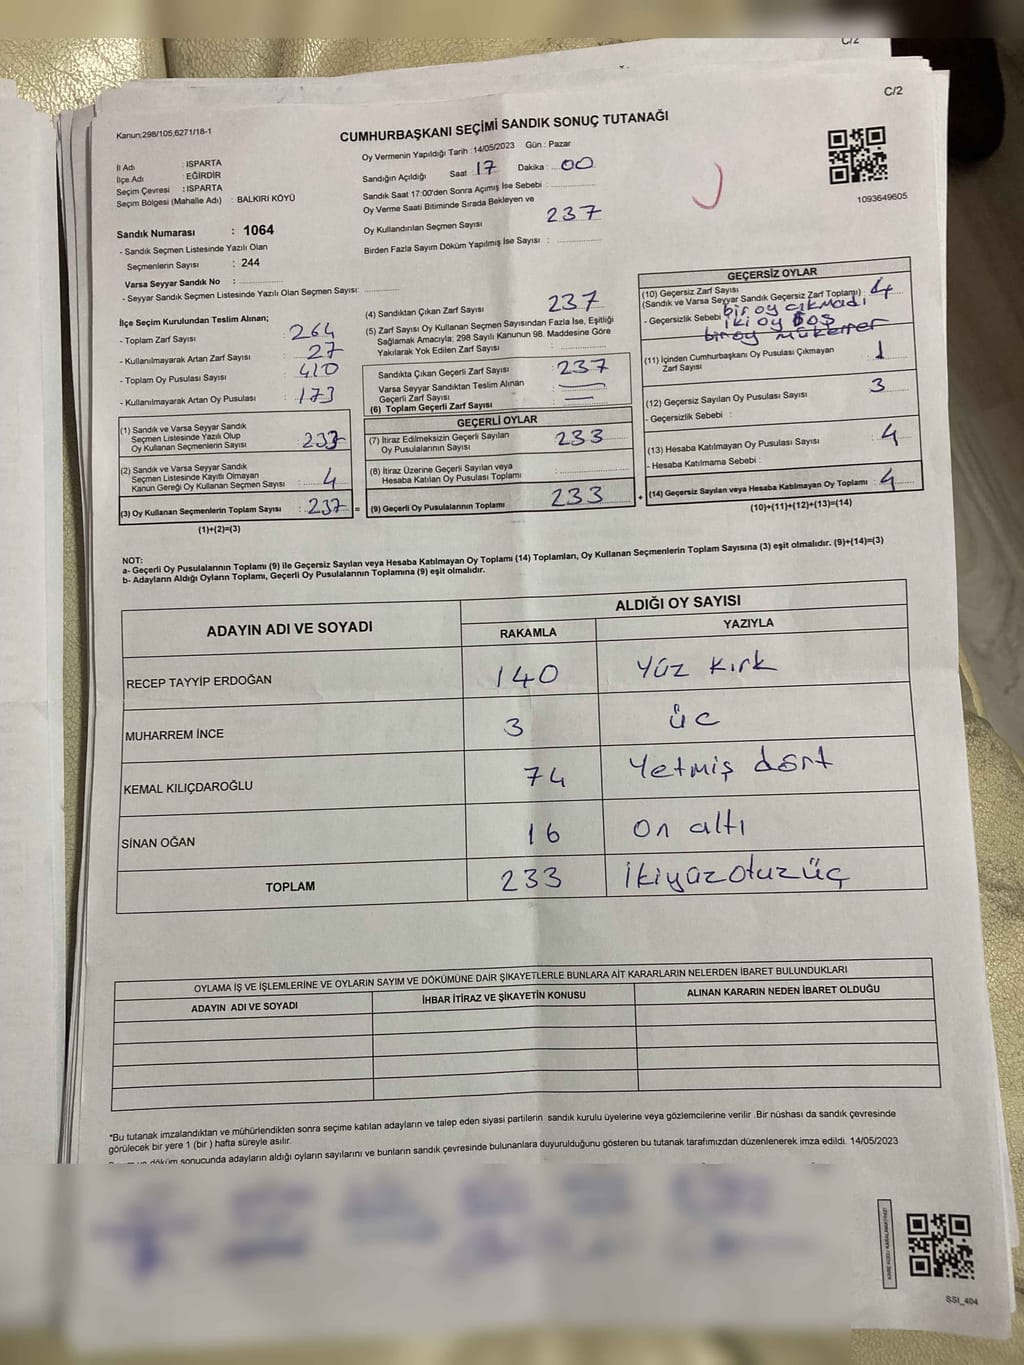 C/2
C/2
Kanun;298/105,6271/18-1
CUMHURBAŞKANI SEÇİMİ SANDIK SONUÇ TUTANAĞI
İl Adı : ISPARTA
İlçe Adı : EĞİRDİR
Seçim Çevresi : ISPARTA
Seçim Bölgesi (Mahalle Adı) : BALKIRI KÖYÜ
Sandık Numarası : 1064
- Sandık Seçmen Listesinde Yazılı Olan
Seçmenlerin Sayısı : 244
Varsa Seyyar Sandık No :
- Seyyar Sandık Seçmen Listesinde Yazılı Olan Seçmen Sayısı:
Oy Vermenin Yapıldığı Tarih : 14/05/2023 Gün : Pazar
Sandığın Açıldığı Saat : 17 Dakika : 00
Sandık Saat 17:00'den Sonra Açımış İse Sebebi :
Oy Verme Saati Bitiminde Sırada Bekleyen ve
Oy Kullandırılan Seçmen Sayısı 237
Birden Fazla Sayım Döküm Yapılmış İse Sayısı :
1093649605
İlçe Seçim Kurulundan Teslim Alınan;
- Toplam Zarf Sayısı : 264
- Kullanılmayarak Artan Zarf Sayısı : 27
- Toplam Oy Pusulası Sayısı : 410
- Kullanılmayarak Artan Oy Pusulası : 173
(1) Sandık ve Varsa Seyyar Sandık
Seçmen Listesinde Yazılı Olup
Oy Kullanan Seçmenlerin Sayısı : 233
(2) Sandık ve Varsa Seyyar Sandık
Seçmen Listesinde Kayıtlı Olmayan
Kanun Gereği Oy Kullanan Seçmen Sayısı : 4
(3) Oy Kullanan Seçmenlerin Toplam Sayısı : 237 =
(1)+(2)=(3)
(4) Sandıktan Çıkan Zarf Sayısı 237
(5) Zarf Sayısı Oy Kullanan Seçmen Sayısından Fazla İse, Eşitliği
Sağlamak Amacıyla; 298 Sayılı Kanunun 98. Maddesine Göre
Yakılarak Yok Edilen Zarf Sayısı :
Sandıkta Çıkan Geçerli Zarf Sayısı : 237
Varsa Seyyar Sandıktan Teslim Alınan
Geçerli Zarf Sayısı : —
(6) Toplam Geçerli Zarf Sayısı : —
GEÇERLİ OYLAR
(7) İtiraz Edilmeksizin Geçerli Sayılan
Oy Pusulalarının Sayısı : 233
(8) İtiraz Üzerine Geçerli Sayılan veya
Hesaba Katılan Oy Pusulası Toplamı :
(9) Geçerli Oy Pusulalarının Toplamı : 233 +
GEÇERSİZ OYLAR
(10) Geçersiz Zarf Sayısı
(Sandık ve Varsa Seyyar Sandık Geçersiz Zarf Toplamı) : 4
- Geçersizlik Sebebi : bir oy çıkmadı
iki oy boş
bir oy mükerrer
(11) İçinden Cumhurbaşkanı Oy Pusulası Çıkmayan
Zarf Sayısı : 1
(12) Geçersiz Sayılan Oy Pusulası Sayısı : 3
- Geçersizlik Sebebi :
(13) Hesaba Katılmayan Oy Pusulası Sayısı : 4
- Hesaba Katılmama Sebebi :
(14) Geçersiz Sayılan veya Hesaba Katılmayan Oy Toplamı : 4
(10)+(11)+(12)+(13)=(14)
NOT:
a- Geçerli Oy Pusulalarının Toplamı (9) ile Geçersiz Sayılan veya Hesaba Katılmayan Oy Toplamı (14) Toplamları, Oy Kullanan Seçmenlerin Toplam Sayısına (3) eşit olmalıdır. (9)+(14)=(3)
b- Adayların Aldığı Oyların Toplamı, Geçerli Oy Pusulalarının Toplamına (9) eşit olmalıdır.
ADAYIN ADI VE SOYADI
ALDIĞI OY SAYISI
RAKAMLA YAZIYLA
RECEP TAYYİP ERDOĞAN 140 Yüz kırk
MUHARREM İNCE 3 üc
KEMAL KILIÇDAROĞLU 74 Yetmiş dört
SİNAN OĞAN 16 On altı
TOPLAM 233 İkiyüzotuzüç
OYLAMA İŞ VE İŞLEMLERİNE VE OYLARIN SAYIM VE DÖKÜMÜNE DAİR ŞİKAYETLERLE BUNLARA AİT KARARLARIN NELERDEN İBARET BULUNDUKLARI
ADAYIN ADI VE SOYADI İHBAR İTİRAZ VE ŞİKAYETİN KONUSU ALINAN KARARIN NEDEN İBARET OLDUĞU
*Bu tutanak imzalandıktan ve mühürlendikten sonra seçime katılan adayların ve talep eden siyasi partilerin sandık kurulu üyelerine veya gözlemcilerine verilir .Bir nüshası da sandık çevresinde
görülecek bir yere 1 (bir ) hafta süreyle asılır.
döküm sonucunda adayların aldığı oyların sayılarını ve bunların sandık çevresinde bulunanlara duyurulduğunu gösteren bu tutanak tarafımızdan düzenlenerek imza edildi. 14/05/2023
SSI_404